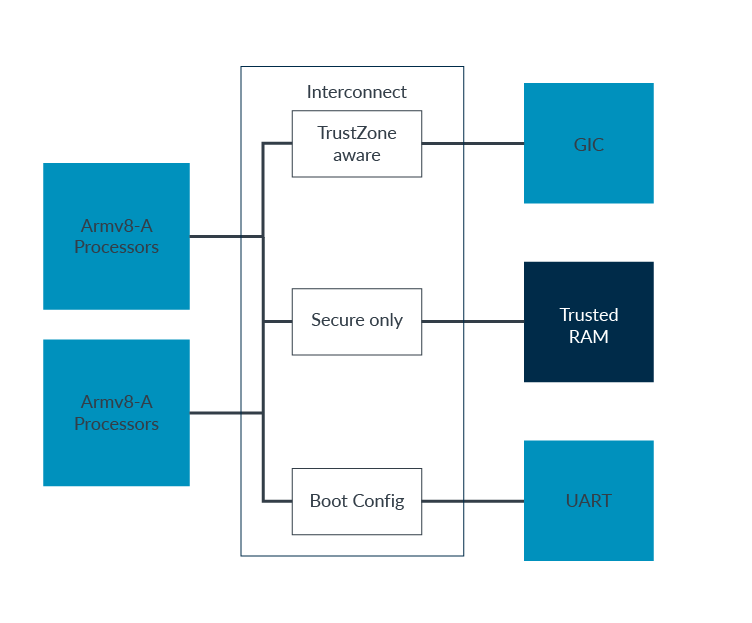 Interconnect
TrustZone
aware
GIC
Armv8-A
Processors
Secure only
Trusted
RAM
Armv8-A
Processors
Boot Config
UART